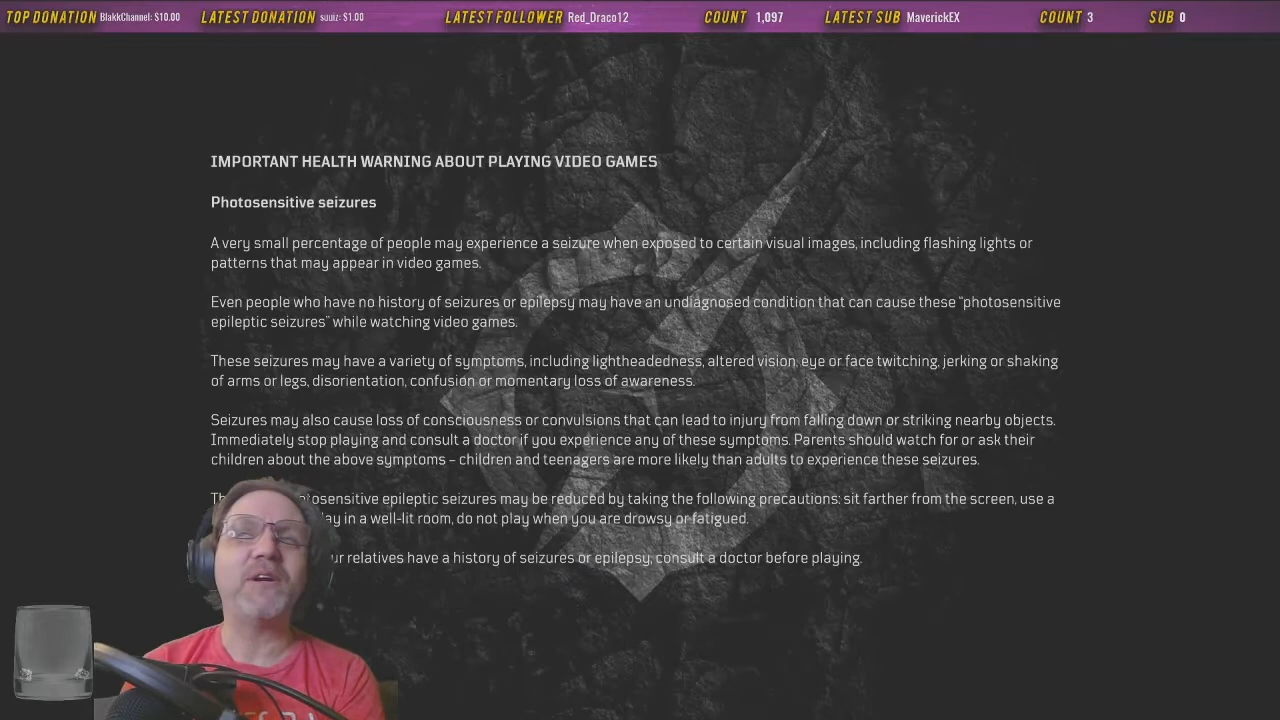 TOP DONATION BlakkChannel: $10.00 LATEST DONATION suuiz: $1.00 LATEST FOLLOWER Red_Draco12 COUNT 1,097 LATEST SUB MaverickEX COUNT 3 SUB 0
IMPORTANT HEALTH WARNING ABOUT PLAYING VIDEO GAMES
Photosensitive seizures
A very small percentage of people may experience a seizure when exposed to certain visual images, including flashing lights or
patterns that may appear in video games.
Even people who have no history of seizures or epilepsy may have an undiagnosed condition that can cause these “photosensitive
epileptic seizures” while watching video games.
These seizures may have a variety of symptoms, including lightheadedness, altered vision, eye or face twitching, jerking or shaking
of arms or legs, disorientation, confusion or momentary loss of awareness.
Seizures may also cause loss of consciousness or convulsions that can lead to injury from falling down or striking nearby objects.
Immediately stop playing and consult a doctor if you experience any of these symptoms. Parents should watch for or ask their
children about the above symptoms – children and teenagers are more likely than adults to experience these seizures.
epileptic seizures may be reduced by taking the following precautions: sit farther from the screen, use a
in a well-lit room, do not play when you are drowsy or fatigued.
relatives have a history of seizures or epilepsy, consult a doctor before playing.